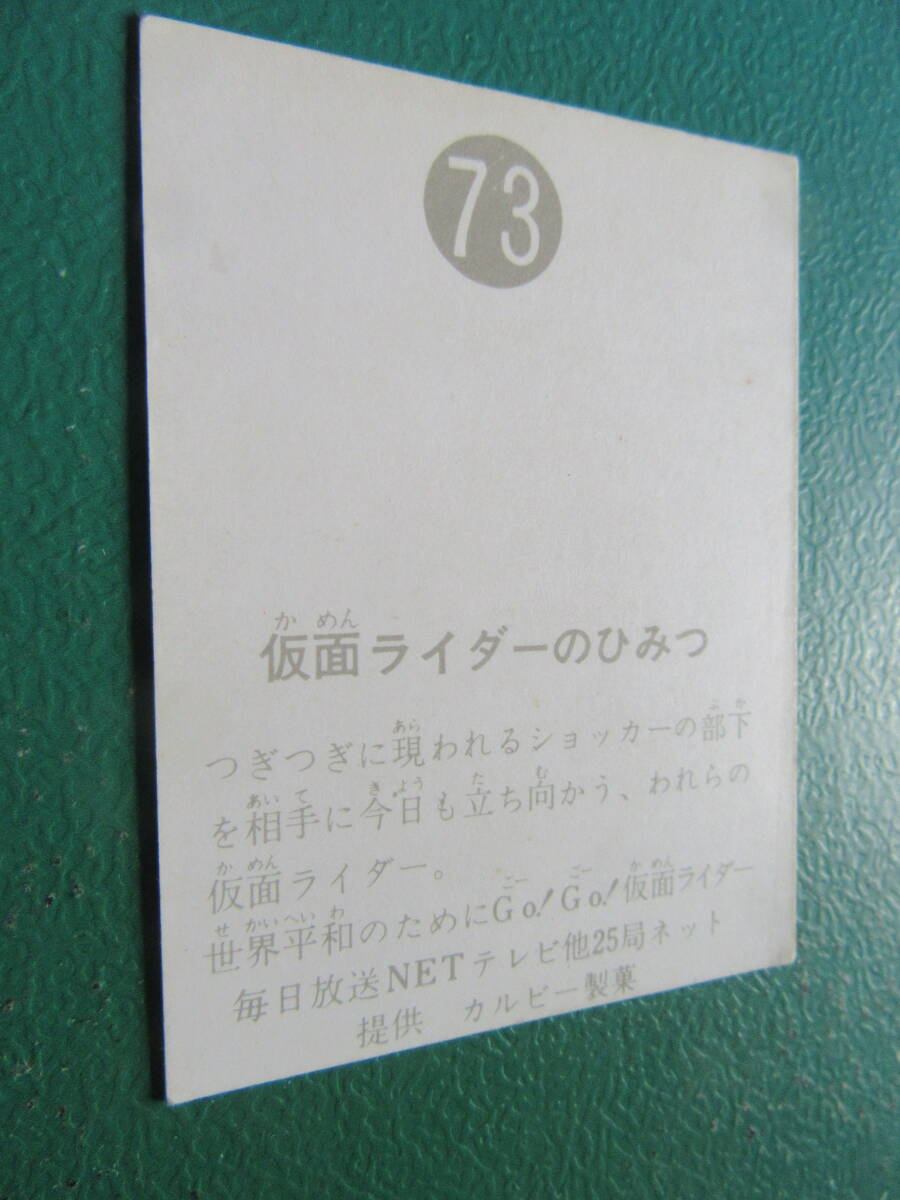 73
仮面ライダーのひみつ
つぎつぎに現われるショッカーの部下
を相手に今日も立ち向かう、われらの
仮面ライダー。
世界平和のためにGo!Go!仮面ライダー
毎日放送NETテレビ他25局ネット
提供　カルビー製菓